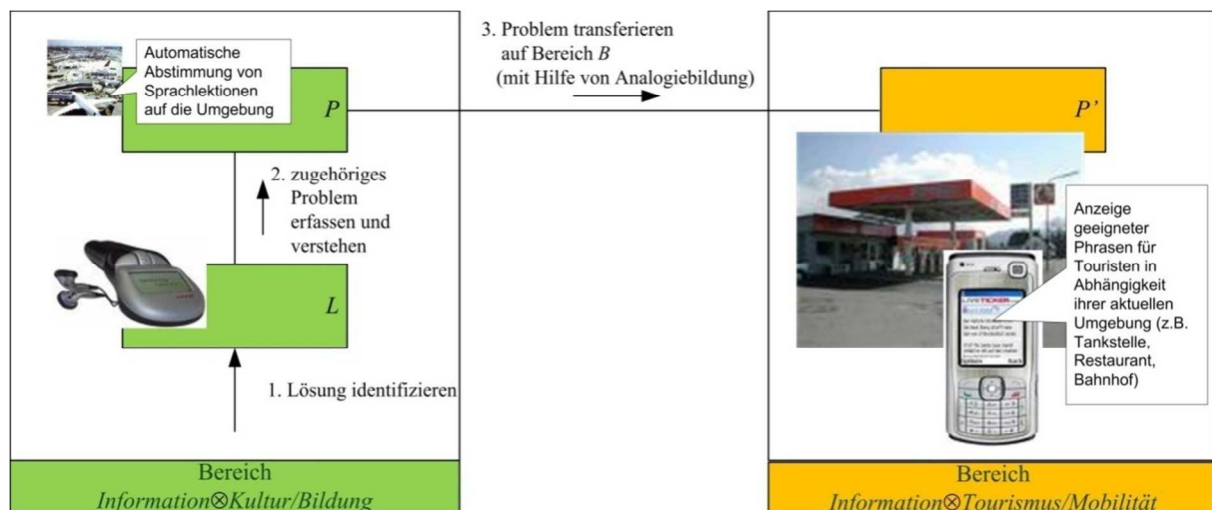 Automatische
Abstimmung von
Sprachlektionen
auf die Umgebung
P
3. Problem transferieren
auf Bereich B
(mit Hilfe von Analogiebildung)
P’
2. zugehöriges
Problem
erfassen und
verstehen
L
1. Lösung identifizieren
Anzeige
geeigneter
Phrasen für
Touristen in
Abhängigkeit
ihrer aktuellen
Umgebung (z.B.
Tankstelle,
Restaurant,
Bahnhof)
LIVETICKER
Bereich
Information⊗Kultur/Bildung
Bereich
Information⊗Tourismus/Mobilität